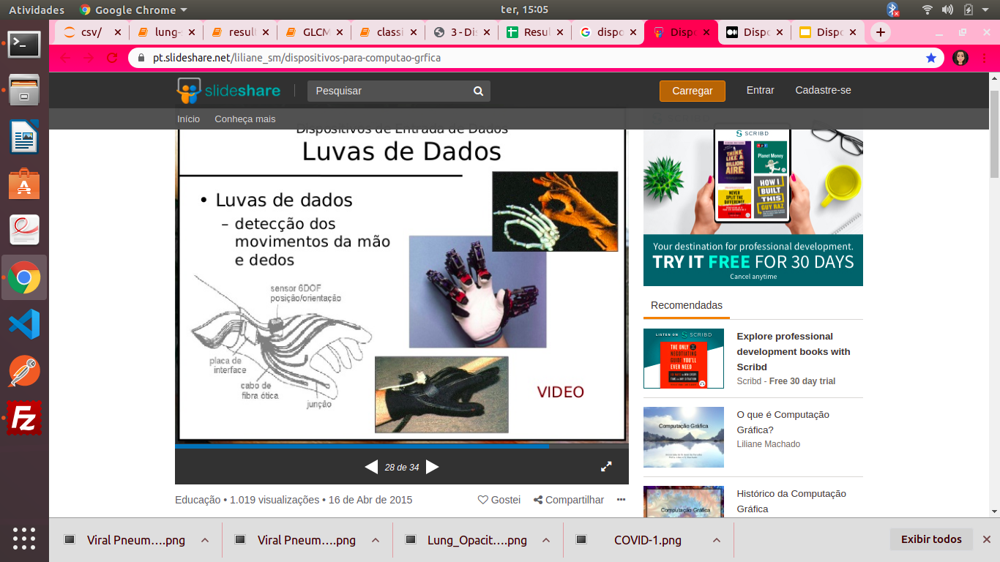 Atividades
Google Chrome
ter, 15:05
csv/
lung-
result
GLCM
classi
3 - Dis
Resul
dispo
Dispo
Dispo
Dispo
pt.slideshare.net/liliane_sm/dispositivos-para-computao-grfica
slideshare
Pesquisar
Carregar
Entrar
Cadastre-se
Início
Conheça mais
Dispositivos de Entrada de Dados
Luvas de Dados
• Luvas de dados
– detecção dos
movimentos da mão
e dedos
sensor 6DOF
posição/orientação
placa de
interface
cabo de
fibra ótica
junção
VIDEO
28 de 34
Educação • 1.019 visualizações • 16 de Abr de 2015
Gostei
Compartilhar
SCRIBD
THINK LIKE A BILLIONAIRE
npr
Planet Money
NEVER SPLIT THE DIFFERENCE
HOW I BUILT THIS
GUY RAZ
Your destination for professional development.
TRY IT FREE FOR 30 DAYS
Cancel anytime
Recomendadas
LISTEN ON SCRIBD
THE ONLY
NEGOTIATING
GUIDE YOU'LL
EVER NEED
Explore professional
development books with
Scribd
Scribd - Free 30 day trial
Computação Gráfica
O que é Computação
Gráfica?
Liliane Machado
Computação Gráfica
Histórico da Computação
Gráfica
Viral Pneum….png
Viral Pneum….png
Lung_Opacit….png
COVID-1.png
Exibir todos